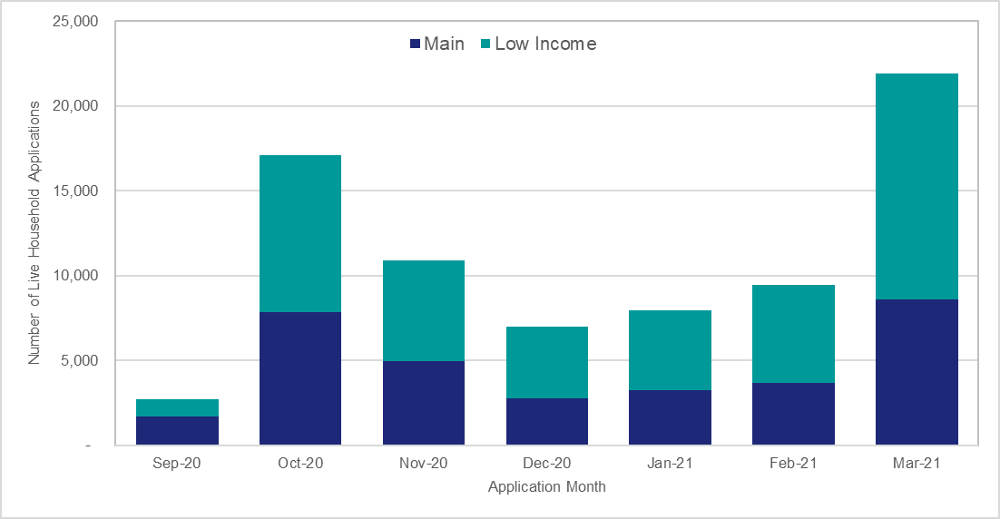 25,000
Main Low Income
20,000
15,000
10,000
5,000
-
Number of Live Household Applications
Sep-20 Oct-20 Nov-20 Dec-20 Jan-21 Feb-21 Mar-21
Application Month